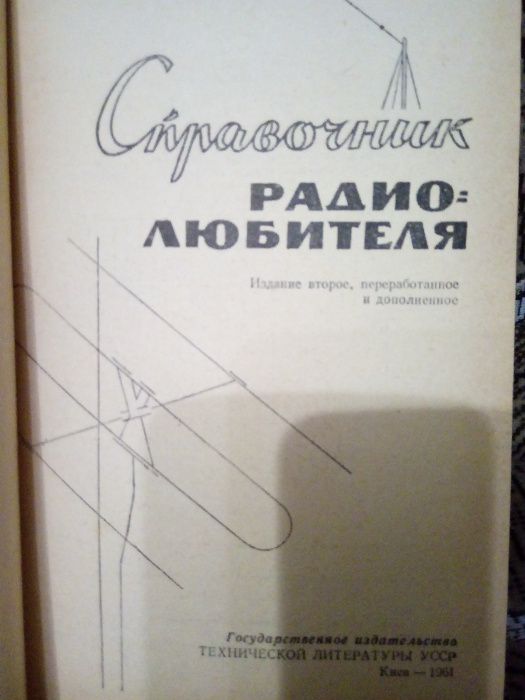 Справочник
РАДИО-
ЛЮБИТЕЛЯ
Издание второе, переработанное
и дополненное
Государственное издательство
ТЕХНИЧЕСКОЙ ЛИТЕРАТУРЫ УССР
Киев — 1961